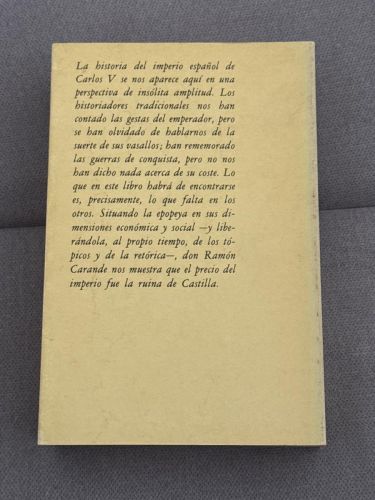 La historia del imperio español de
Carlos V se nos aparece aquí en una
perspectiva de insólita amplitud. Los
historiadores tradicionales nos han
contado las gestas del emperador, pero
se han olvidado de hablarnos de la
suerte de sus vasallos; han rememorado
las guerras de conquista, pero no nos
han dicho nada acerca de su coste. Lo
que en este libro habrá de encontrarse
es, precisamente, lo que falta en los
otros. Situando la epopeya en sus di-
mensiones económica y social —y libe-
rándola, al propio tiempo, de los tó-
picos y de la retórica—, don Ramón
Carande nos muestra que el precio del
imperio fue la ruina de Castilla.